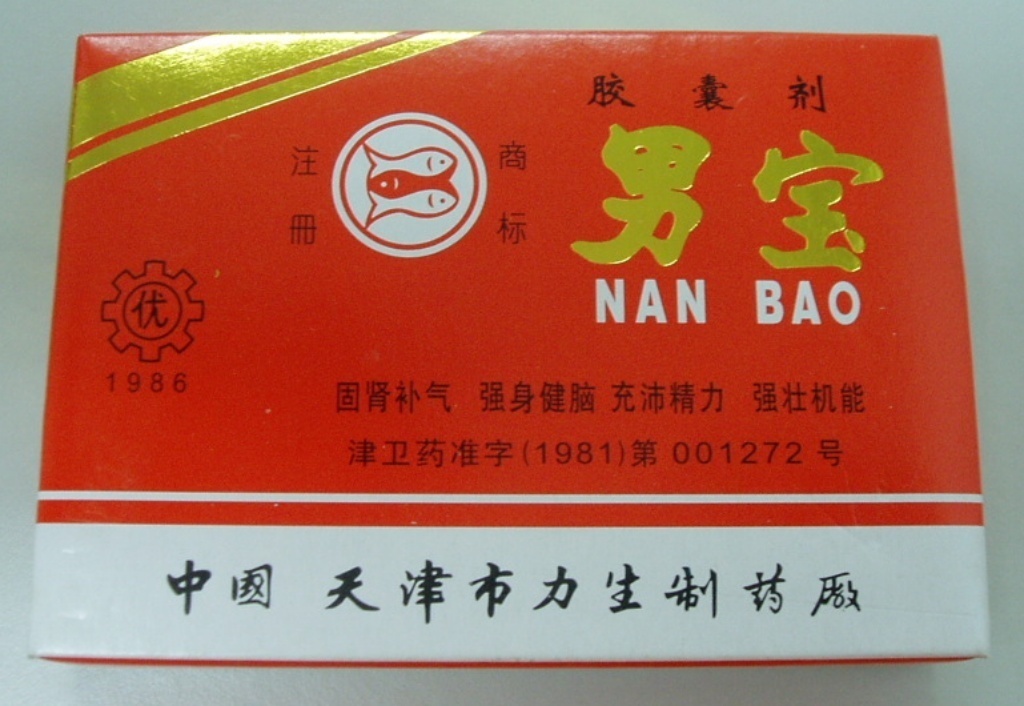 胶囊剂
男宝
NAN BAO
注册商标
优
1986
固肾补气 强身健脑 充沛精力 强壮机能
津卫药准字(1981)第 001272 号
中國 天津市力生制药厰